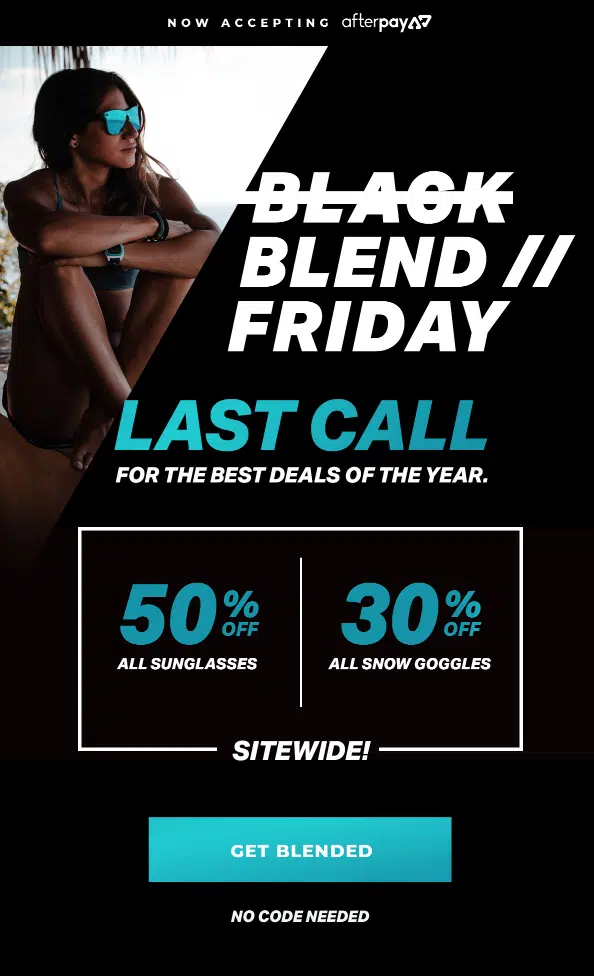 NOW ACCEPTING afterpay
BLACK
BLEND //
FRIDAY
LAST CALL
FOR THE BEST DEALS OF THE YEAR.
50% OFF
ALL SUNGLASSES
30% OFF
ALL SNOW GOGGLES
SITEWIDE!
GET BLENDED
NO CODE NEEDED